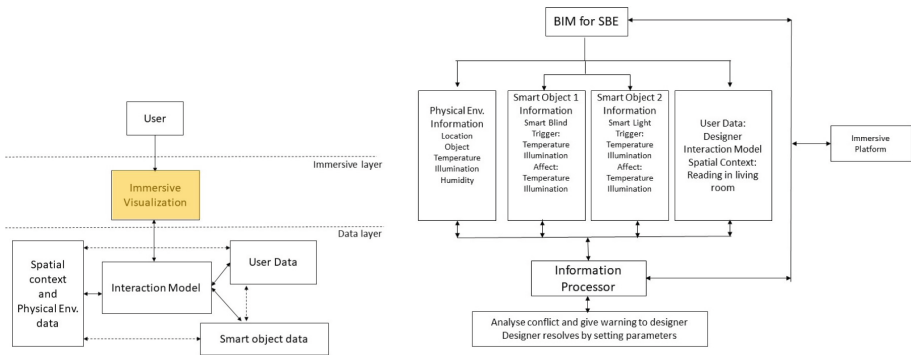 User
Immersive layer
Immersive
Visualization
Data layer
Spatial
context
and
Physical Env.
data
Interaction Model
User Data
Smart object data
BIM for SBE
Physical Env.
Information
Location
Object
Temperature
Illumination
Humidity
Smart Object 1
Information
Smart Blind
Trigger:
Temperature
Illumination
Affect:
Temperature
Illumination
Smart Object 2
Information
Smart Light
Trigger:
Temperature
Illumination
Affect:
Temperature
Illumination
User Data:
Designer
Interaction Model
Spatial Context:
Reading in living
room
Immersive
Platform
Information
Processor
Analyse conflict and give warning to designer
Designer resolves by setting parameters